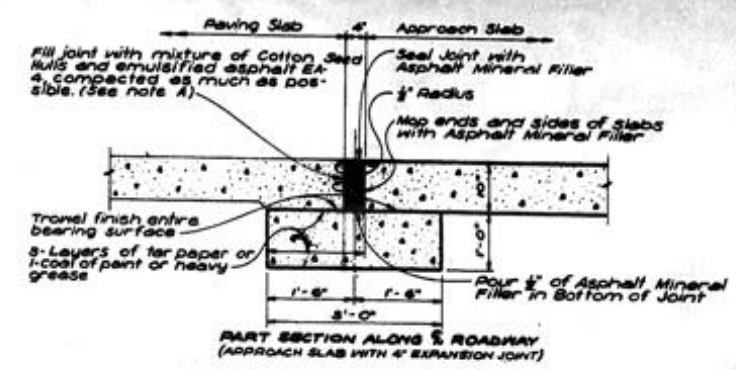 Paving Slab 4" Approach Slab
Fill joint with mixture of Cotton Seed
Hulls and emulsified asphalt EA-
4, compacted as much as pos-
sible. (See note A)
Seal Joint with
Asphalt Mineral Filler
½" Radius
Mop ends and sides of Slabs
with Asphalt Mineral Filler
Trowel finish entire
bearing surface
3-Layers of tar paper or
1-coat of paint or heavy
grease
10"
1'-0"
Pour ½" of Asphalt Mineral
Filler in Bottom of Joint
1'-6" 1'-6"
3'-0"
PART SECTION ALONG ℄ ROADWAY
(APPROACH SLAB WITH 4" EXPANSION JOINT)